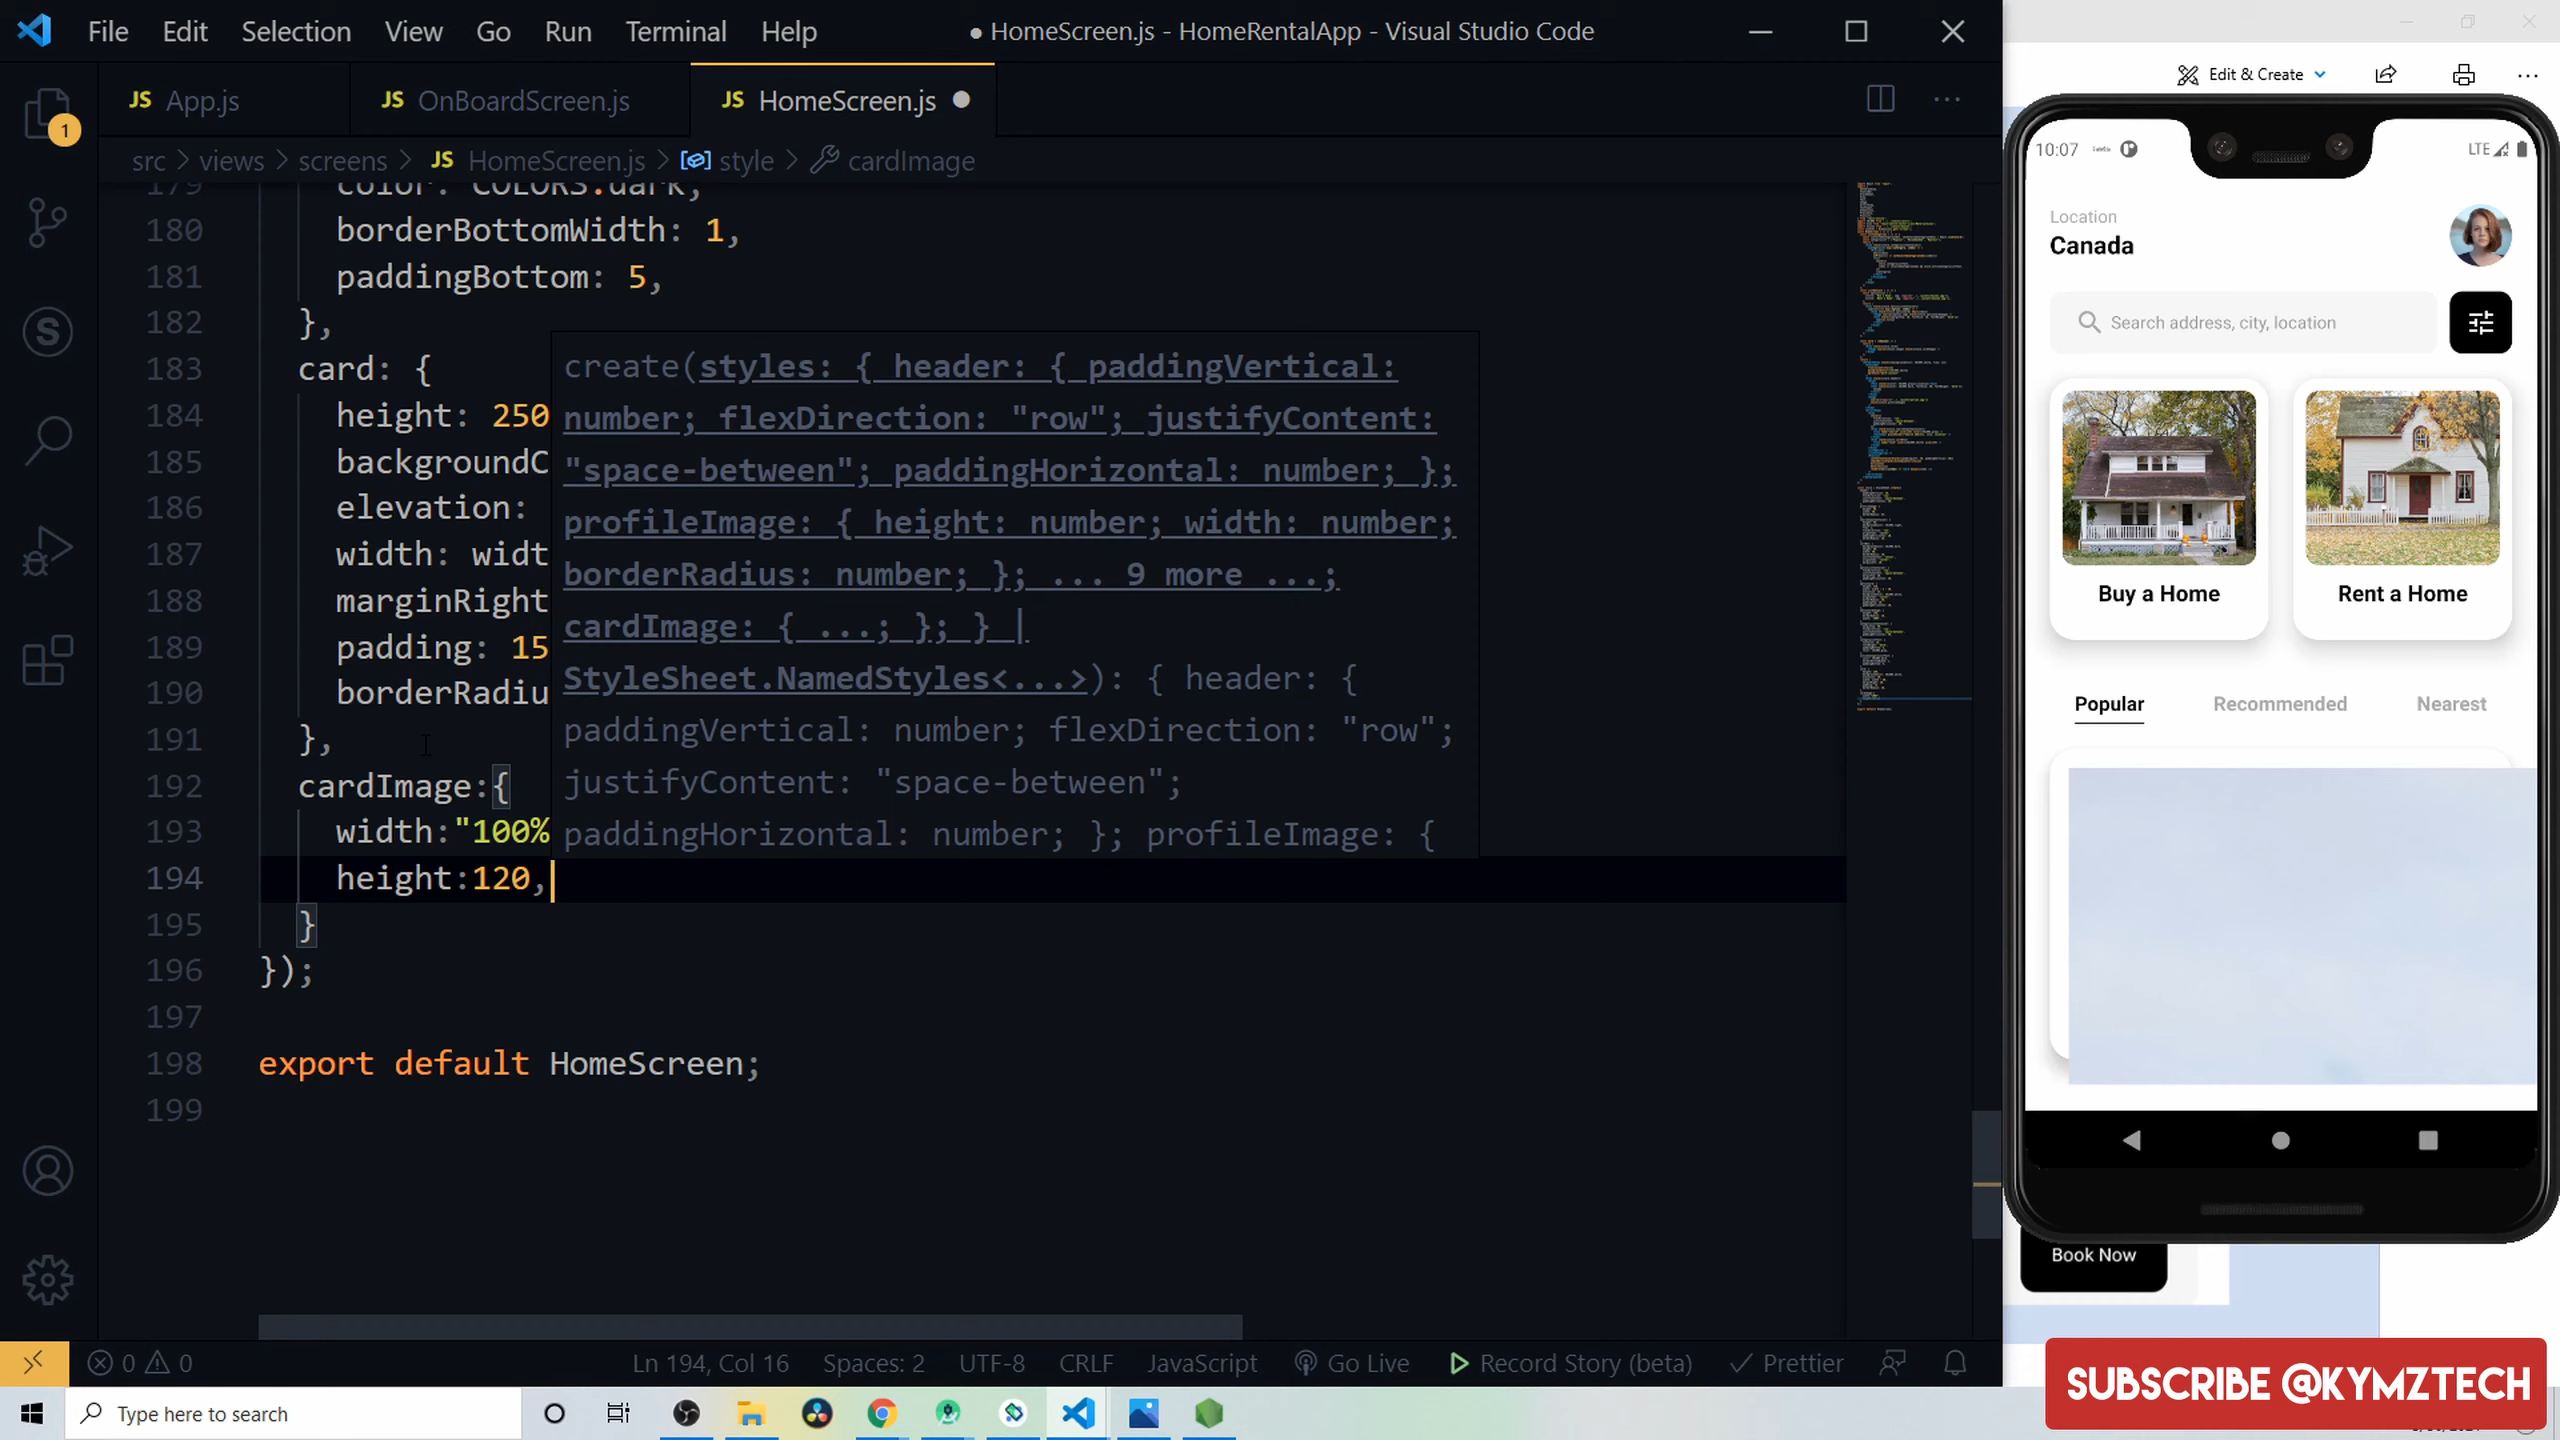 File Edit Selection View Go Run Terminal Help
● HomeScreen.js - HomeRentalApp - Visual Studio Code
JS App.js
JS OnBoardScreen.js
JS HomeScreen.js
src > views > screens > JS HomeScreen.js > style > cardImage
1
179 color: COLORS.dark,
180 borderBottomWidth: 1,
181 paddingBottom: 5,
182 },
183 card: {
184 height: 250
185 backgroundC
186 elevation:
187 width: widt
188 marginRight
189 padding: 15
190 borderRadiu
191 },
192 cardImage:{
193 width:"100%
194 height:120,
195 }
196 });
197
198 export default HomeScreen;
199
create(styles: { header: { paddingVertical:
number; flexDirection: "row"; justifyContent:
"space-between"; paddingHorizontal: number; };
profileImage: { height: number; width: number;
borderRadius: number; }; ... 9 more ...;
cardImage: { ...; }; } |
StyleSheet.NamedStyles<...>): { header: {
paddingVertical: number; flexDirection: "row";
justifyContent: "space-between";
paddingHorizontal: number; }; profileImage: {
0 0
Ln 194, Col 16 Spaces: 2 UTF-8 CRLF JavaScript Go Live Record Story (beta) Prettier
Type here to search
Edit & Create
10:07
LTE
Location
Canada
Search address, city, location
Buy a Home
Rent a Home
Popular Recommended Nearest
Book Now
SUBSCRIBE @KYMZTECH